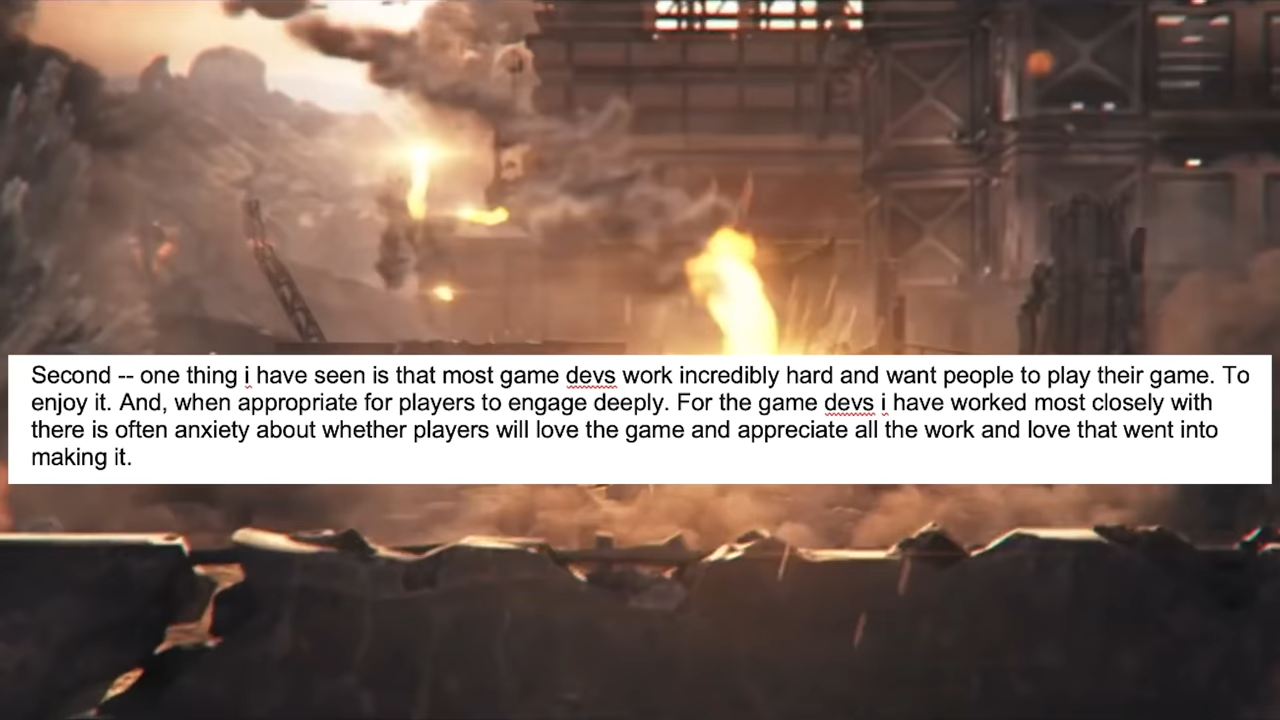 Second -- one thing i have seen is that most game devs work incredibly hard and want people to play their game. To
enjoy it. And, when appropriate for players to engage deeply. For the game devs i have worked most closely with
there is often anxiety about whether players will love the game and appreciate all the work and love that went into
making it.